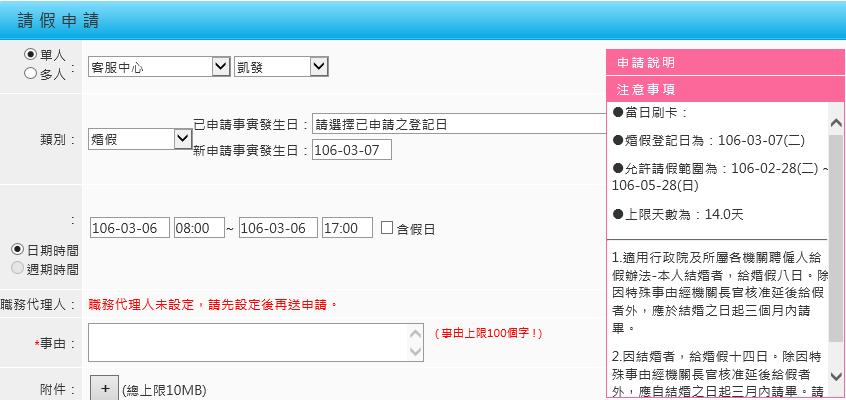 請假申請
單人
多人 :
客服中心 凱發
類別 :
婚假
已申請事實發生日 : 請選擇已申請之登記日
新申請事實發生日 : 106-03-07
:
106-03-06 08:00 ~ 106-03-06 17:00 含假日
日期時間
週期時間
職務代理人 : 職務代理人未設定，請先設定後再送申請。
*事由 :
( 事由上限100個字 ! )
附件 : + (總上限10MB)
申請說明
注意事項
●當日刷卡 :
●婚假登記日為 : 106-03-07(二)
●允許請假範圍為 : 106-02-28(二) ~
106-05-28(日)
●上限天數為 : 14.0天
1.適用行政院及所屬各機關聘僱人給
假辦法-本人結婚者，給婚假八日。除
因特殊事由經機關長官核准延後給假
者外，應於結婚之日起三個月內請
畢。
2.因結婚者，給婚假十四日。除因特
殊事由經機關長官核准延後給假者
外，應自結婚之日起三月內請畢。請